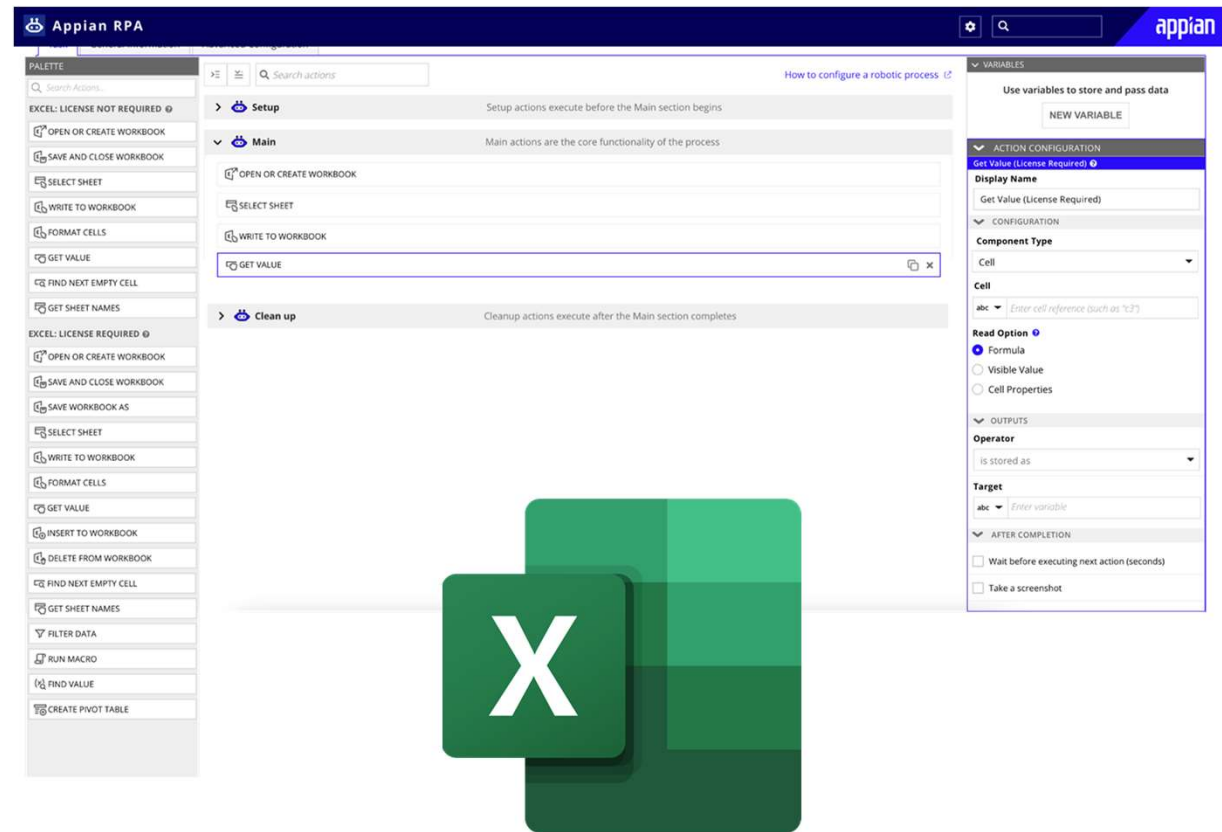 Appian RPA
appian
Task General Information Advanced Configuration
PALETTE
Search Actions...
EXCEL: LICENSE NOT REQUIRED
OPEN OR CREATE WORKBOOK
SAVE AND CLOSE WORKBOOK
SELECT SHEET
WRITE TO WORKBOOK
FORMAT CELLS
GET VALUE
FIND NEXT EMPTY CELL
GET SHEET NAMES
EXCEL: LICENSE REQUIRED
OPEN OR CREATE WORKBOOK
SAVE AND CLOSE WORKBOOK
SAVE WORKBOOK AS
SELECT SHEET
WRITE TO WORKBOOK
FORMAT CELLS
GET VALUE
INSERT TO WORKBOOK
DELETE FROM WORKBOOK
FIND NEXT EMPTY CELL
GET SHEET NAMES
FILTER DATA
RUN MACRO
FIND VALUE
CREATE PIVOT TABLE
Search actions
How to configure a robotic process
Setup Setup actions execute before the Main section begins
Main Main actions are the core functionality of the process
OPEN OR CREATE WORKBOOK
SELECT SHEET
WRITE TO WORKBOOK
GET VALUE
Clean up Cleanup actions execute after the Main section completes
VARIABLES
Use variables to store and pass data
NEW VARIABLE
ACTION CONFIGURATION
Get Value (License Required)
Display Name
Get Value (License Required)
CONFIGURATION
Component Type
Cell
Cell
abc Enter cell reference (such as "c3")
Read Option
Formula
Visible Value
Cell Properties
OUTPUTS
Operator
is stored as
Target
abc Enter variable
AFTER COMPLETION
Wait before executing next action (seconds)
Take a screenshot
X